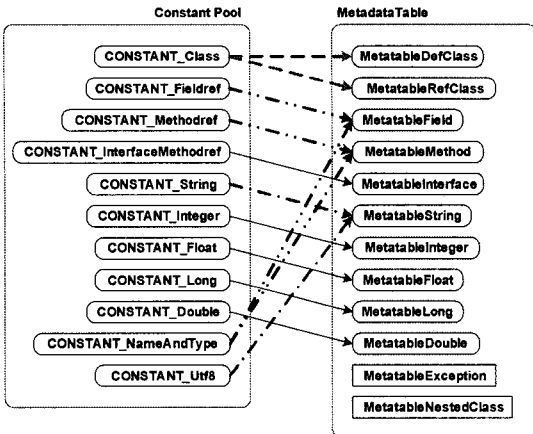 Constant Pool
MetadataTable
CONSTANT_Class
MetatableDefClass
CONSTANT_Fieldref
MetatableRefClass
CONSTANT_Methodref
MetatableField
CONSTANT_InterfaceMethodref
MetatableMethod
CONSTANT_String
MetatableInterface
CONSTANT_Integer
MetatableString
CONSTANT_Float
MetatableInteger
CONSTANT_Long
MetatableFloat
CONSTANT_Double
MetatableLong
CONSTANT_NameAndType
MetatableDouble
CONSTANT_Utf8
MetatableException
MetatableNestedClass